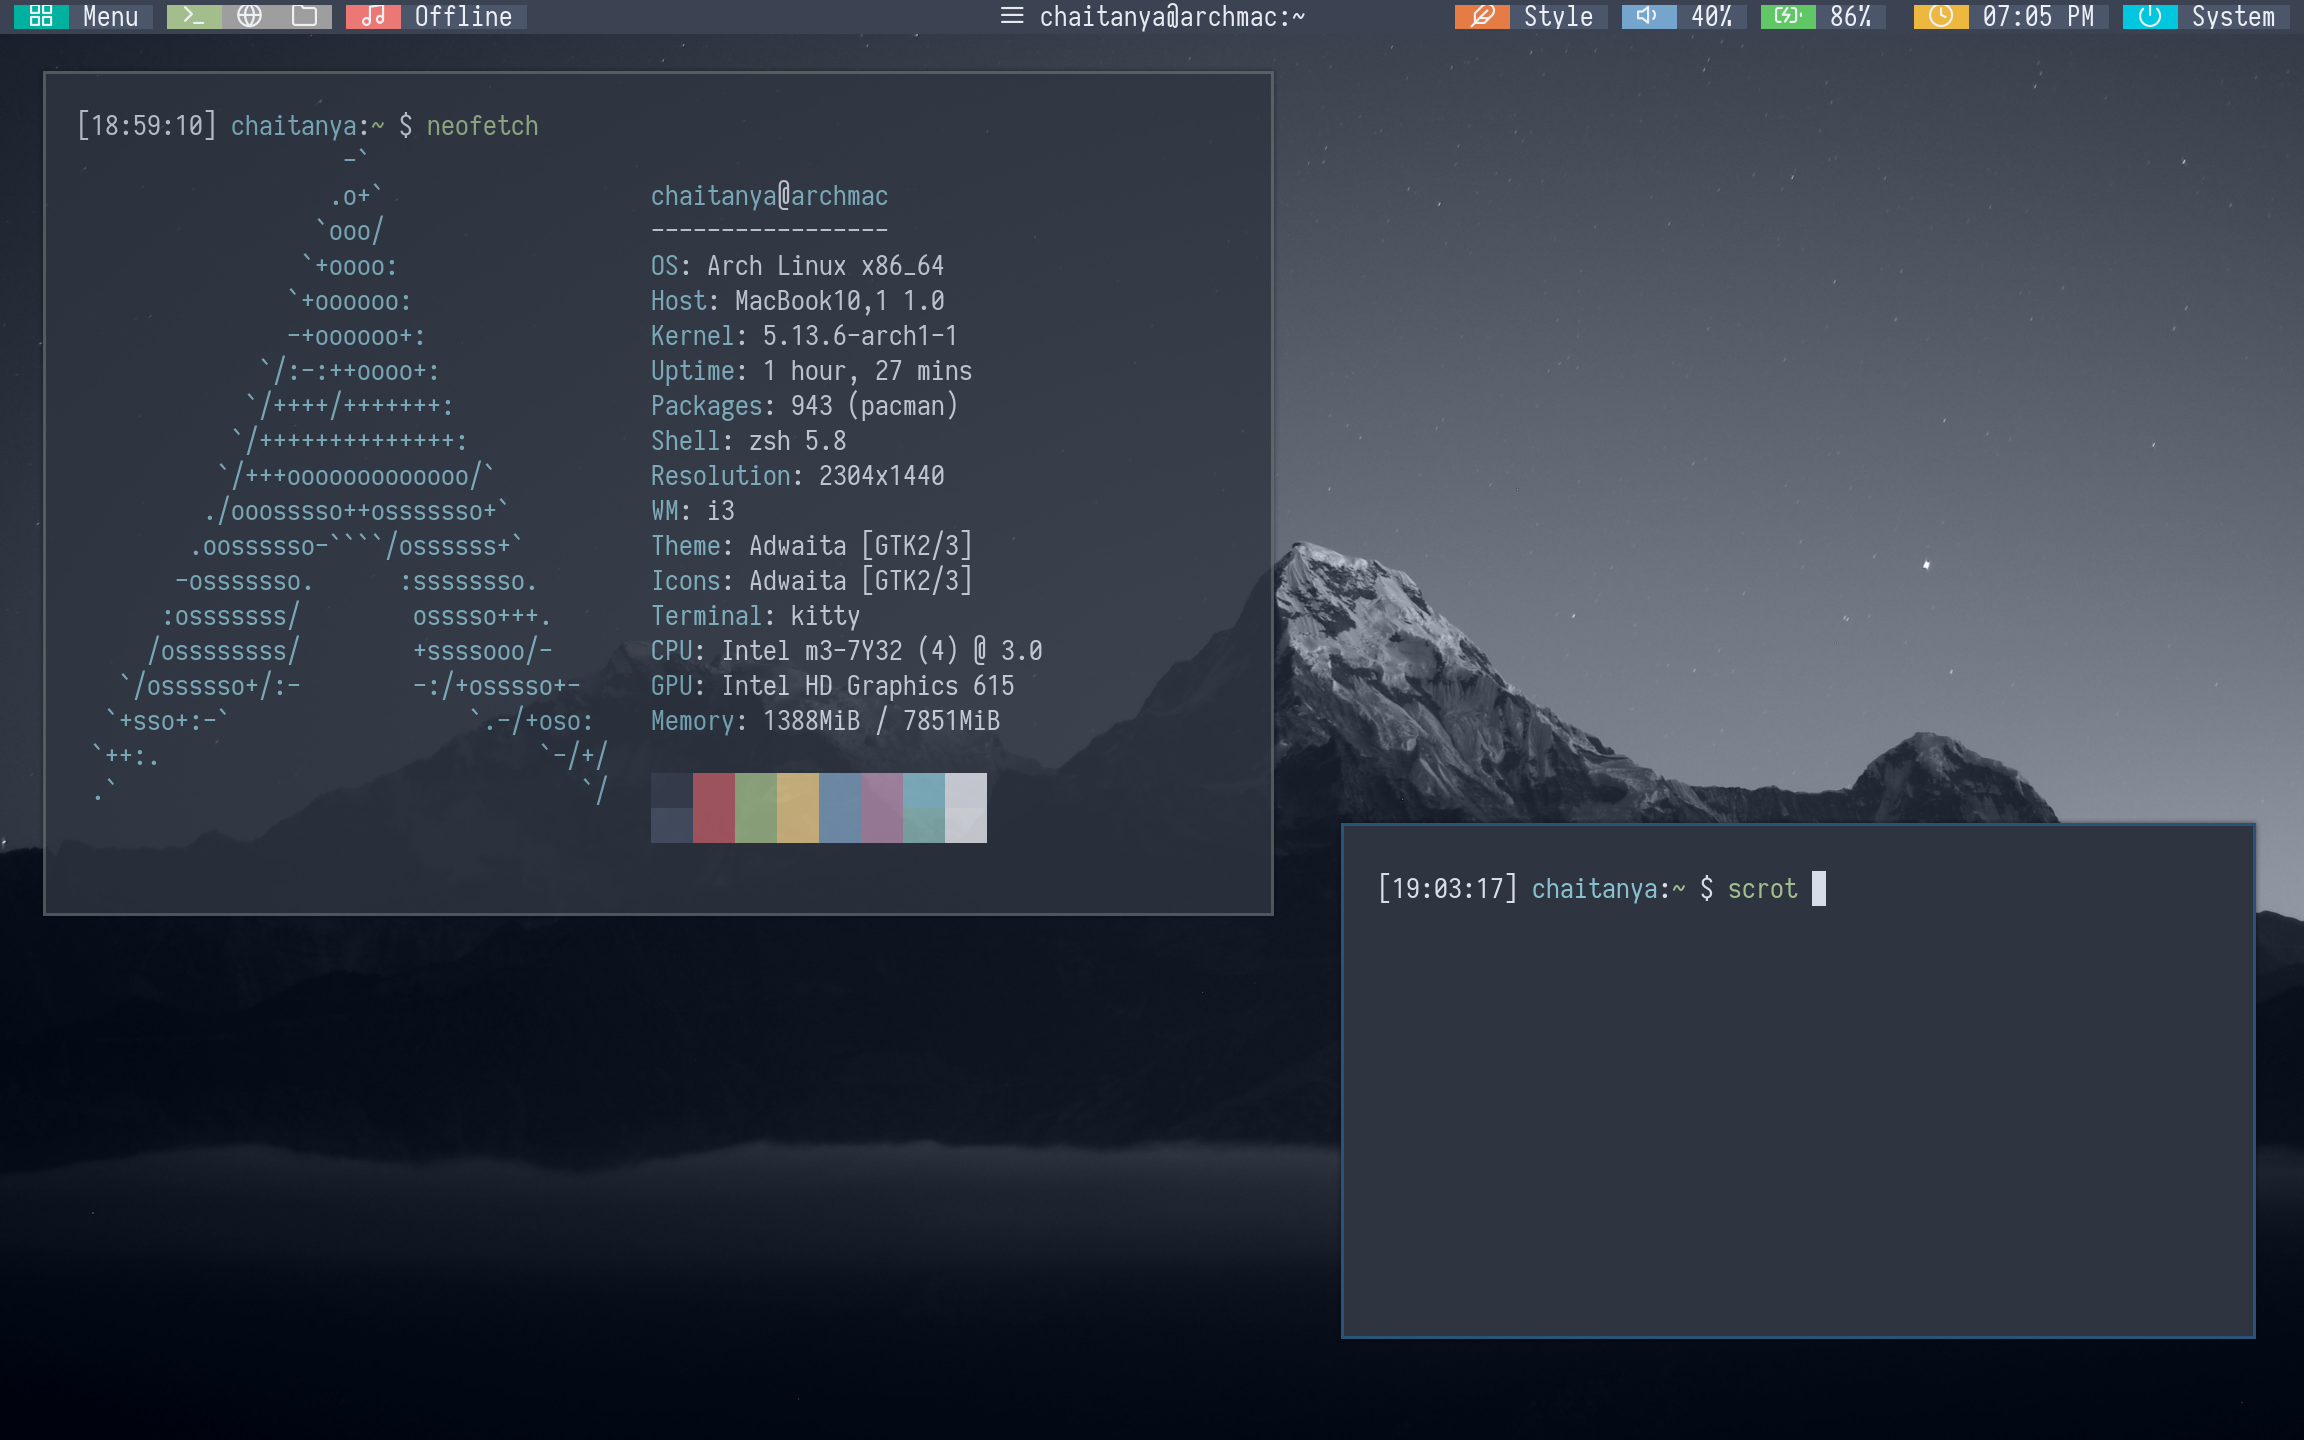 Menu Offline chaitanya@archmac:~ Style 40% 86% 07:05 PM System
[18:59:10] chaitanya:~ $ neofetch
                   -`
                  .o+`                   chaitanya@archmac
                 `ooo/                   -----------------
                `+oooo:                  OS: Arch Linux x86_64
               `+oooooo:                 Host: MacBook10,1 1.0
               -+oooooo+:                Kernel: 5.13.6-arch1-1
             `/:-:++oooo+:               Uptime: 1 hour, 27 mins
            `/++++/+++++++:              Packages: 943 (pacman)
           `/++++++++++++++:             Shell: zsh 5.8
          `/+++ooooooooooooo/`           Resolution: 2304x1440
         ./ooosssso++osssssso+`          WM: i3
        .oossssso-````/ossssss+`         Theme: Adwaita [GTK2/3]
       -osssssso.      :ssssssso.        Icons: Adwaita [GTK2/3]
      :osssssss/        osssso+++.       Terminal: kitty
     /ossssssss/        +ssssooo/-       CPU: Intel m3-7Y32 (4) @ 3.0
   `/ossssso+/:-        -:/+osssso+-     GPU: Intel HD Graphics 615
  `+sso+:-`                 `.-/+oso:    Memory: 1388MiB / 7851MiB
 `++:.                           `-/+/
 .`                                 `/
[19:03:17] chaitanya:~ $ scrot